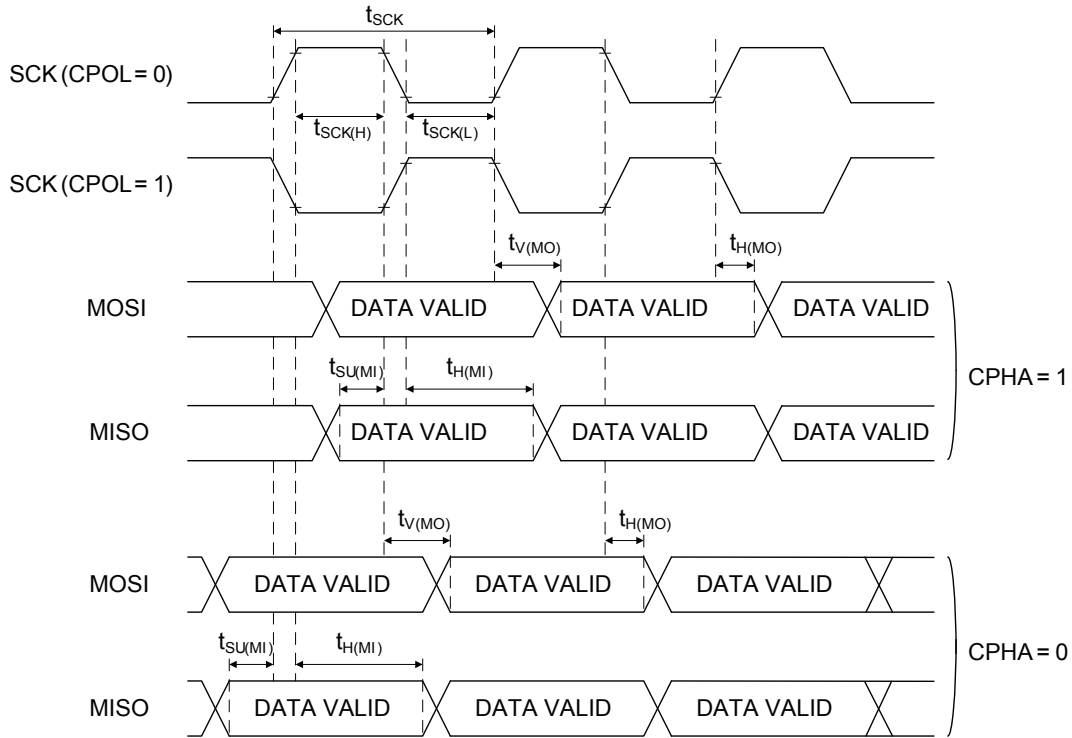 tSCK
SCK (CPOL = 0)
tSCK(H)
tSCK(L)
SCK (CPOL = 1)
tV(MO)
tH(MO)
MOSI
DATA VALID
DATA VALID
DATA VALID
tSU(MI)
tH(MI)
CPHA = 1
MISO
DATA VALID
DATA VALID
DATA VALID
tV(MO)
tH(MO)
MOSI
DATA VALID
DATA VALID
DATA VALID
tSU(MI)
tH(MI)
CPHA = 0
MISO
DATA VALID
DATA VALID
DATA VALID